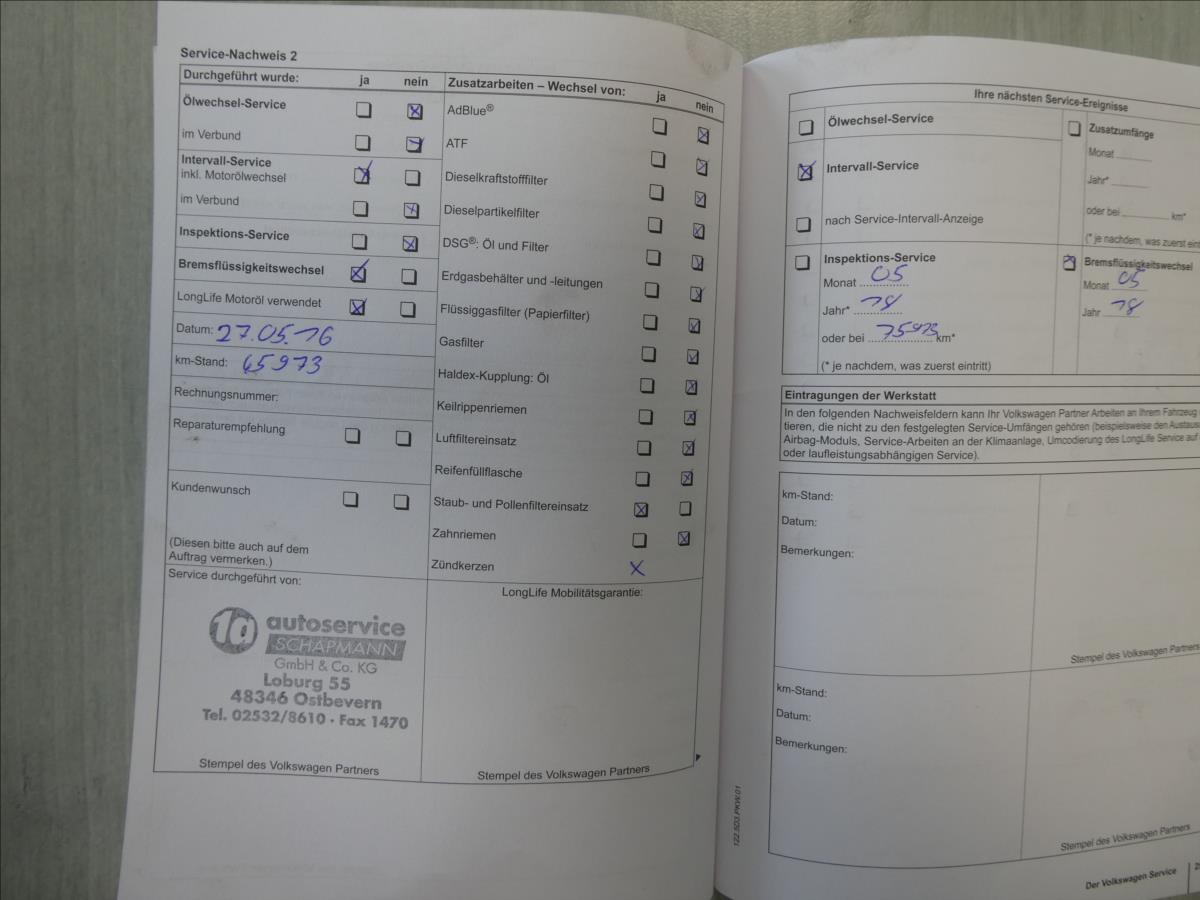 Service-Nachweis 2
Durchgeführt wurde: ja nein
Ölwechsel-Service
im Verbund
Intervall-Service
inkl. Motorölwechsel
im Verbund
Inspektions-Service
Bremsflüssigkeitswechsel
LongLife Motoröl verwendet
Datum: 27.05.16
km-Stand: 65973
Rechnungsnummer:
Reparaturempfehlung
Kundenwunsch
(Diesen bitte auch auf dem
Auftrag vermerken.)
Service durchgeführt von:
1a autoservice
SCHAPMANN
GmbH & Co. KG
Loburg 55
48346 Ostbevern
Tel. 02532/8610 · Fax 1470
Stempel des Volkswagen Partners
Zusatzarbeiten – Wechsel von: ja nein
AdBlue®
ATF
Dieselkraftstofffilter
Dieselpartikelfilter
DSG®: Öl und Filter
Erdgasbehälter und -leitungen
Flüssiggasfilter (Papierfilter)
Gasfilter
Haldex-Kupplung: Öl
Keilrippenriemen
Luftfiltereinsatz
Reifenfüllflasche
Staub- und Pollenfiltereinsatz
Zahnriemen
Zündkerzen
LongLife Mobilitätsgarantie:
Stempel des Volkswagen Partners
Ihre nächsten Service-Ereignisse
Ölwechsel-Service
Intervall-Service
nach Service-Intervall-Anzeige
Zusatzumfänge
Monat
Jahr*
oder bei km*
(* je nachdem, was zuerst eintritt
Inspektions-Service
Monat 05
Jahr* 18
oder bei 75973 km*
(* je nachdem, was zuerst eintritt)
Bremsflüssigkeitswechsel
Monat 05
Jahr 18
Eintragungen der Werkstatt
In den folgenden Nachweisfeldern kann Ihr Volkswagen Partner Arbeiten an Ihrem Fahrzeug
tieren, die nicht zu den festgelegten Service-Umfängen gehören (beispielsweise den Austaus
Airbag-Moduls, Service-Arbeiten an der Klimaanlage, Umcodierung des LongLife Service auf
oder laufleistungsabhängigen Service).
km-Stand:
Datum:
Bemerkungen:
Stempel des Volkswagen Partners
km-Stand:
Datum:
Bemerkungen:
Stempel des Volkswagen Partners
122.5D3.PKW.01
Der Volkswagen Service